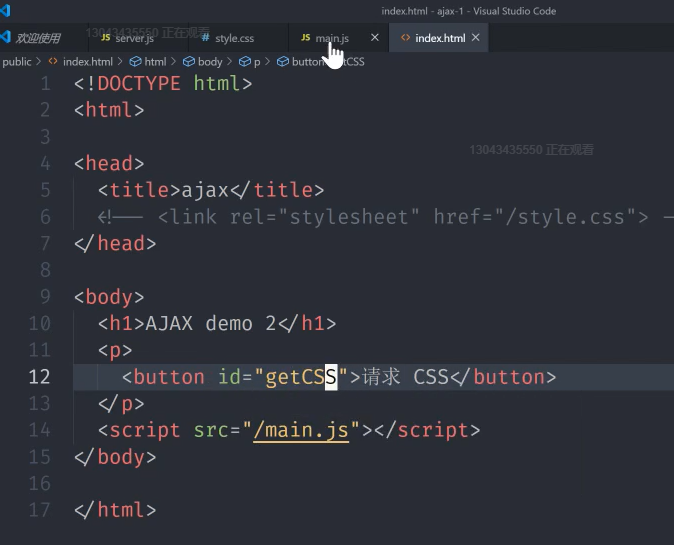 index.html - ajax-1 - Visual Studio Code
欢迎使用 JS server.js # style.css JS main.js <> index.html
13043435550 正在观看
public > <> index.html > html > body > p > button
CSS
13043435550 正在观看
1 <!DOCTYPE html>
2 <html>
3
4 <head>
5 <title>ajax</title>
6 <!-- <link rel="stylesheet" href="/style.css">
7 </head>
8
9 <body>
10 <h1>AJAX demo 2</h1>
11 <p>
12 <button id="getCSS">请求 CSS</button>
13 </p>
14 <script src="/main.js"></script>
15 </body>
16
17 </html>